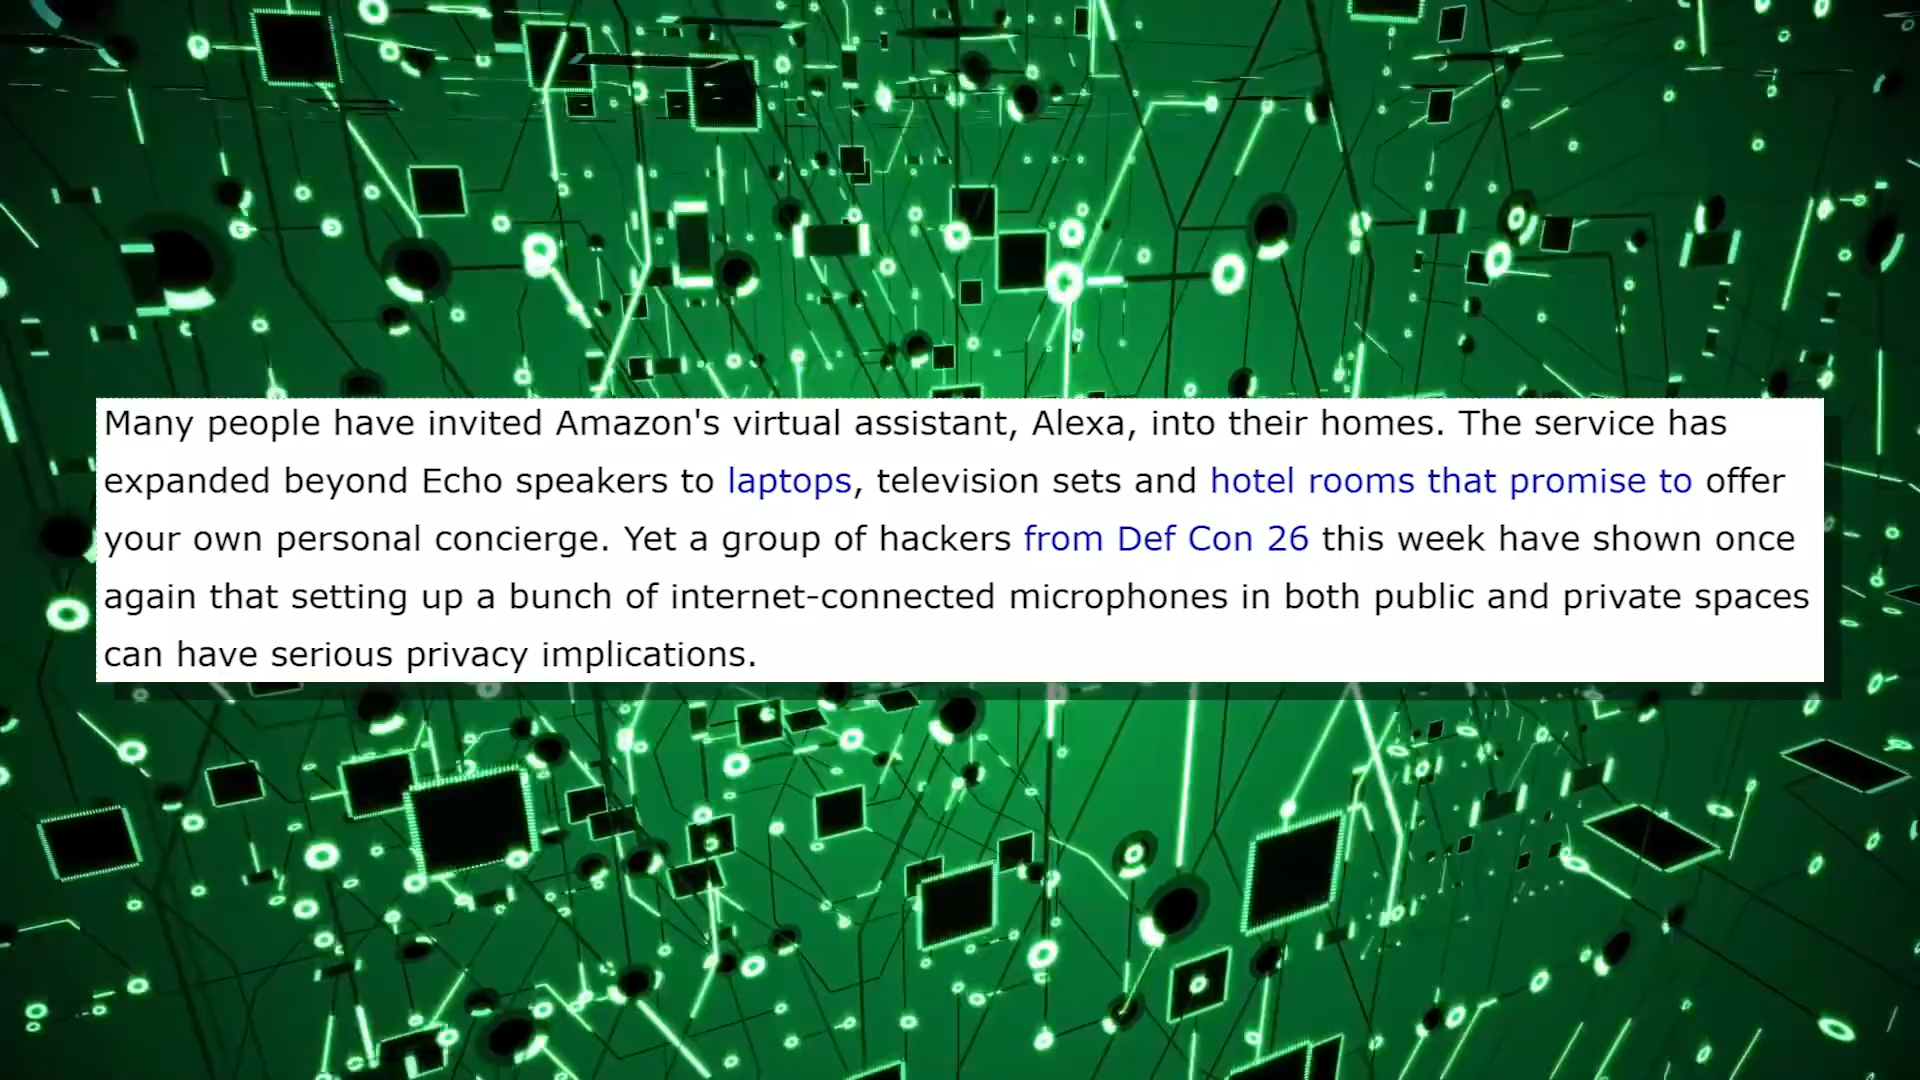 Many people have invited Amazon's virtual assistant, Alexa, into their homes. The service has
expanded beyond Echo speakers to laptops, television sets and hotel rooms that promise to offer
your own personal concierge. Yet a group of hackers from Def Con 26 this week have shown once
again that setting up a bunch of internet-connected microphones in both public and private spaces
can have serious privacy implications.